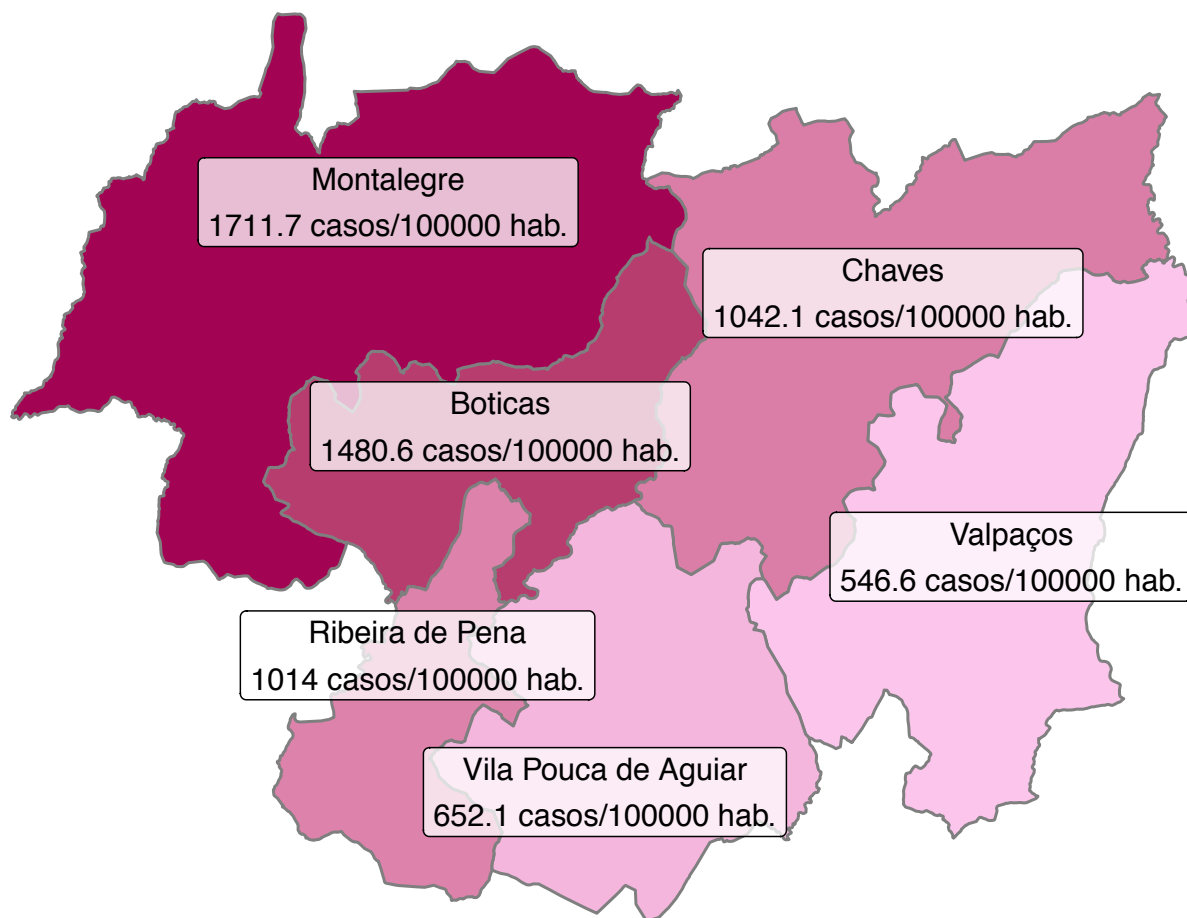 Montalegre
1711.7 casos/100000 hab.
Chaves
1042.1 casos/100000 hab.
Boticas
1480.6 casos/100000 hab.
Valpaços
546.6 casos/100000 hab.
Ribeira de Pena
1014 casos/100000 hab.
Vila Pouca de Aguiar
652.1 casos/100000 hab.